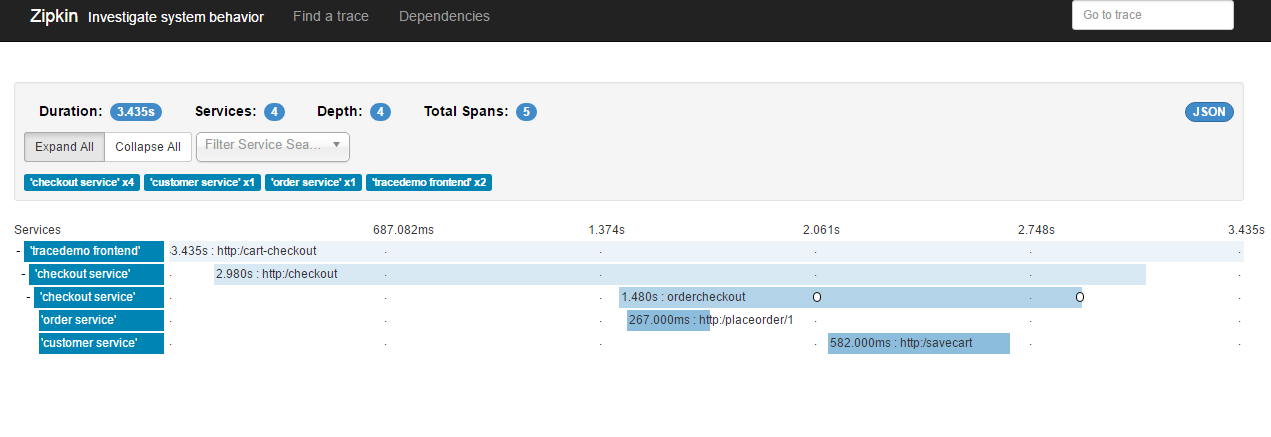 Zipkin Investigate system behavior Find a trace Dependencies Go to trace
Duration: 3.435s Services: 4 Depth: 4 Total Spans: 5 JSON
Expand All Collapse All Filter Service Sea...
'checkout service' x4 'customer service' x1 'order service' x1 'tracedemo frontend' x2
Services 687.082ms 1.374s 2.061s 2.748s 3.435s
- 'tracedemo frontend' 3.435s : http:/cart-checkout
- 'checkout service' 2.980s : http:/checkout
- 'checkout service' 1.480s : ordercheckout
'order service' 267.000ms : http:/placeorder/1
'customer service' 582.000ms : http:/savecart